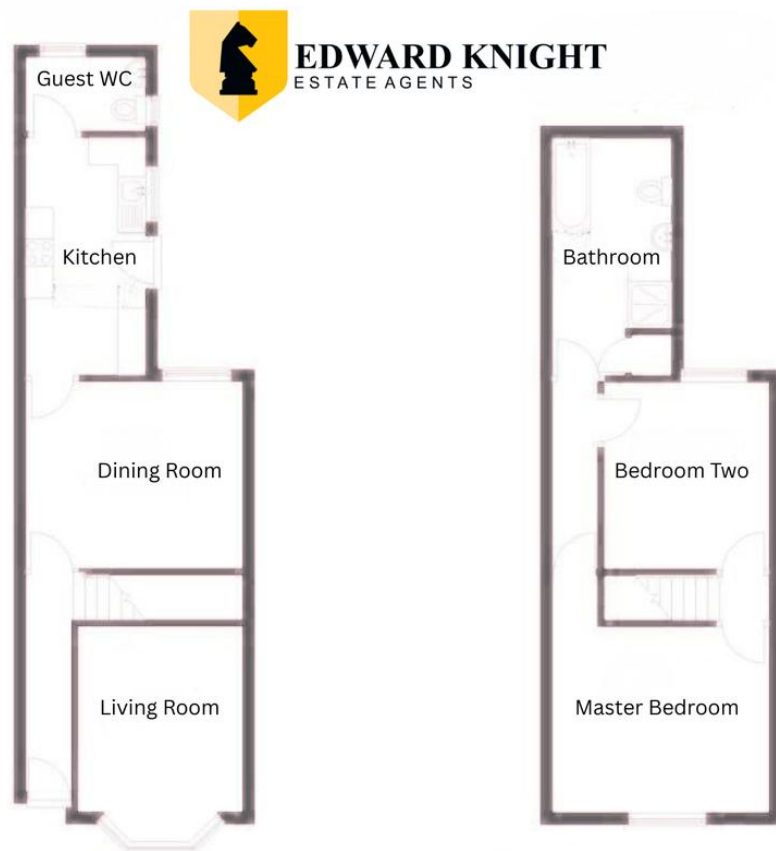 EDWARD KNIGHT
ESTATE AGENTS
Guest WC
Kitchen
Dining Room
Living Room
Bathroom
Bedroom Two
Master Bedroom